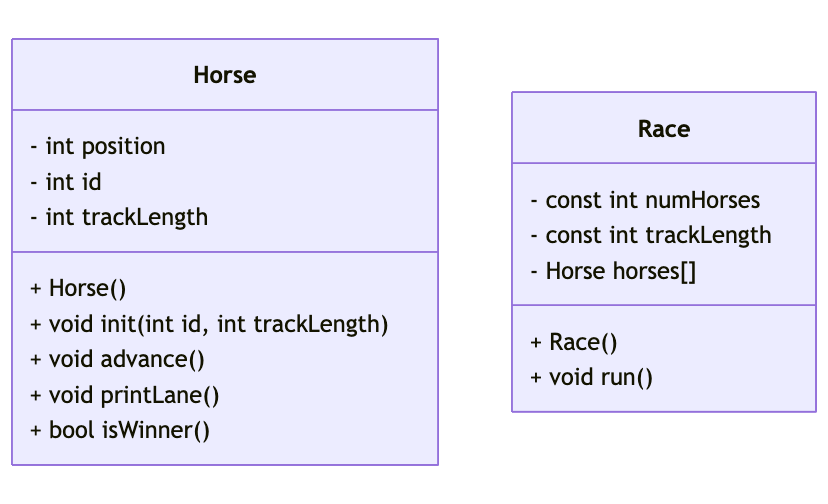 Horse
- int position
- int id
- int trackLength
+ Horse()
+ void init(int id, int trackLength)
+ void advance()
+ void printLane()
+ bool isWinner()
Race
- const int numHorses
- const int trackLength
- Horse horses[]
+ Race()
+ void run()